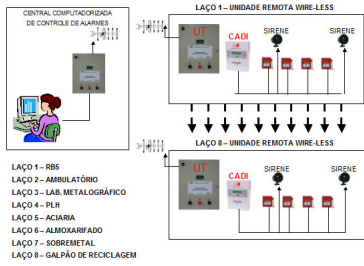 CENTRAL COMPUTADORIZADA
DE CONTROLE DE ALARMES
LAÇO 1 – UNIDADE REMOTA WIRE-LESS
UT
CADI
SIRENE
SIRENE
LAÇO 8 – UNIDADE REMOTA WIRE-LESS
UT
CADI
SIRENE
SIRENE
LAÇO 1 – RB5
LAÇO 2 – AMBULATÓRIO
LAÇO 3 – LAB. METALOGRÁFICO
LAÇO 4 – PLH
LAÇO 5 – ACIARIA
LAÇO 6 – ALMOXARIFADO
LAÇO 7 – SOBREMETAL
LAÇO 8 – GALPÃO DE RECICLAGEM